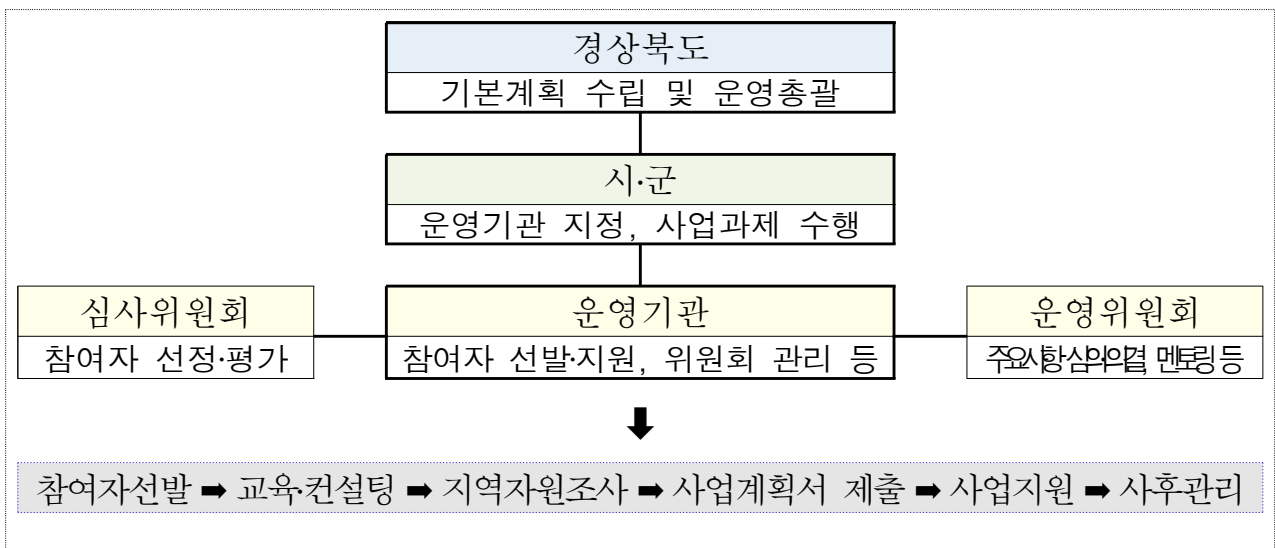 경상북도
기본계획 수립 및 운영총괄
시·군
운영기관 지정, 사업과제 수행
심사위원회
참여자 선정·평가
운영기관
참여자 선발·지원, 위원회 관리 등
운영위원회
주요사항 심의·의결, 멘토링 등
참여자선발 ➡ 교육·컨설팅 ➡ 지역자원조사 ➡ 사업계획서 제출 ➡ 사업지원 ➡ 사후관리